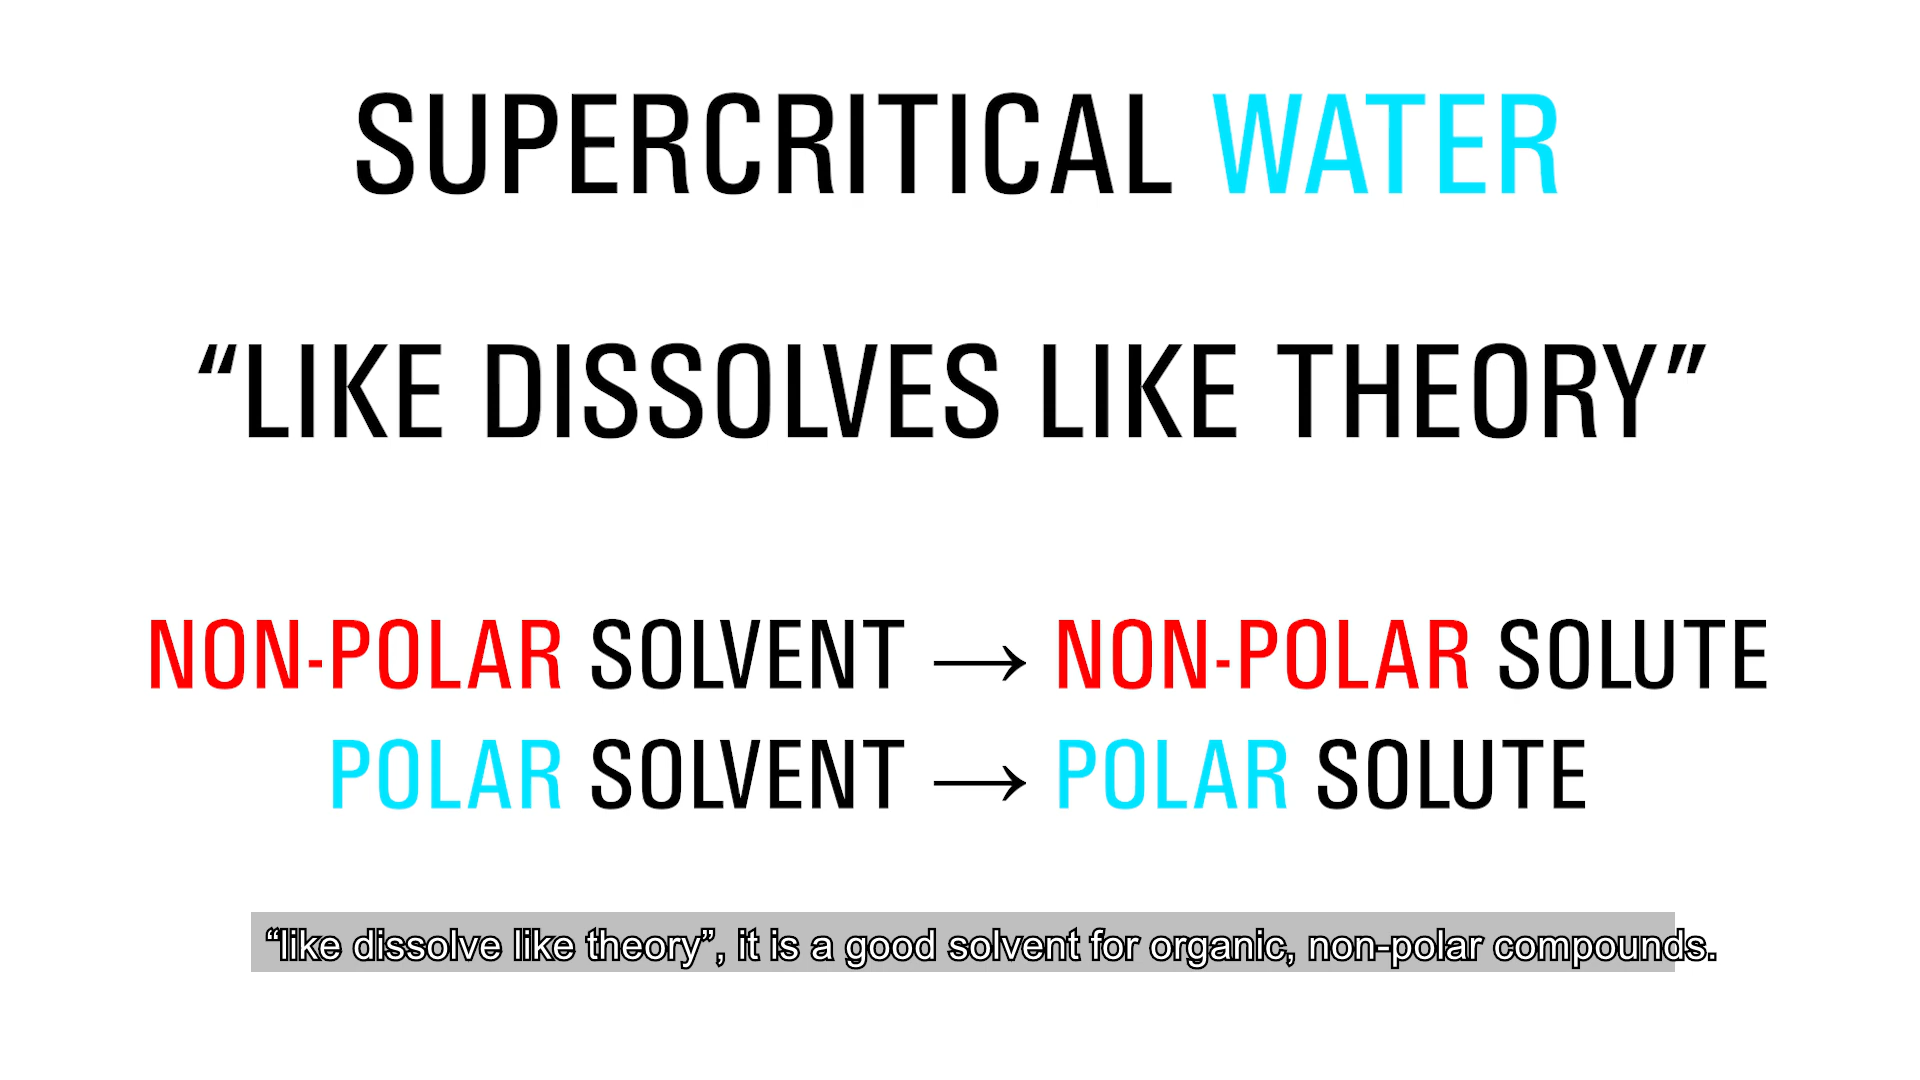 SUPERCRITICAL WATER
“LIKE DISSOLVES LIKE THEORY”
NON-POLAR SOLVENT → NON-POLAR SOLUTE
POLAR SOLVENT → POLAR SOLUTE
“like dissolve like theory”, it is a good solvent for organic, non-polar compounds.